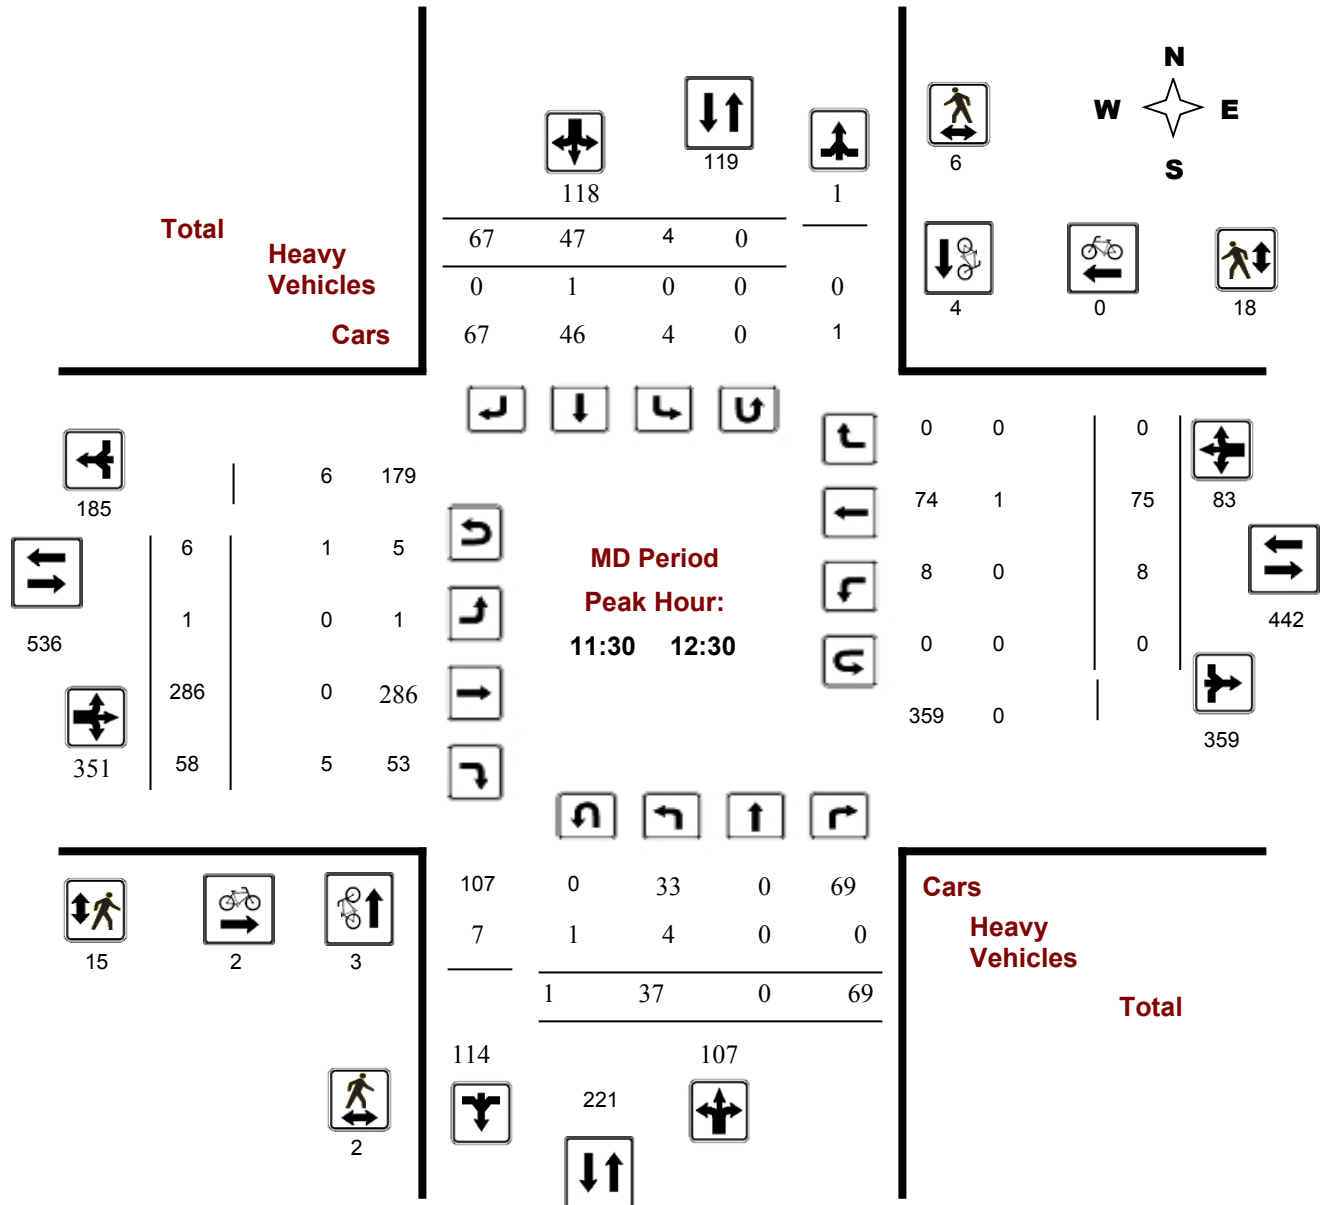 N
W E
S
119
6
118 1
Total
67 47 4 0
Heavy
Vehicles
0 1 0 0 0
4 0 18
Cars
67 46 4 0 1
0 0 0
6 179
74 1 75 83
185
6 1 5
MD Period
8 0 8
Peak Hour:
1 0 1
442
536
11:30 12:30
0 0 0
286 0 286
359 0
359
351 58 5 53
107 0 33 0 69
Cars
7 1 4 0 0
Heavy
Vehicles
15 2 3
1 37 0 69
Total
114 107
221
2